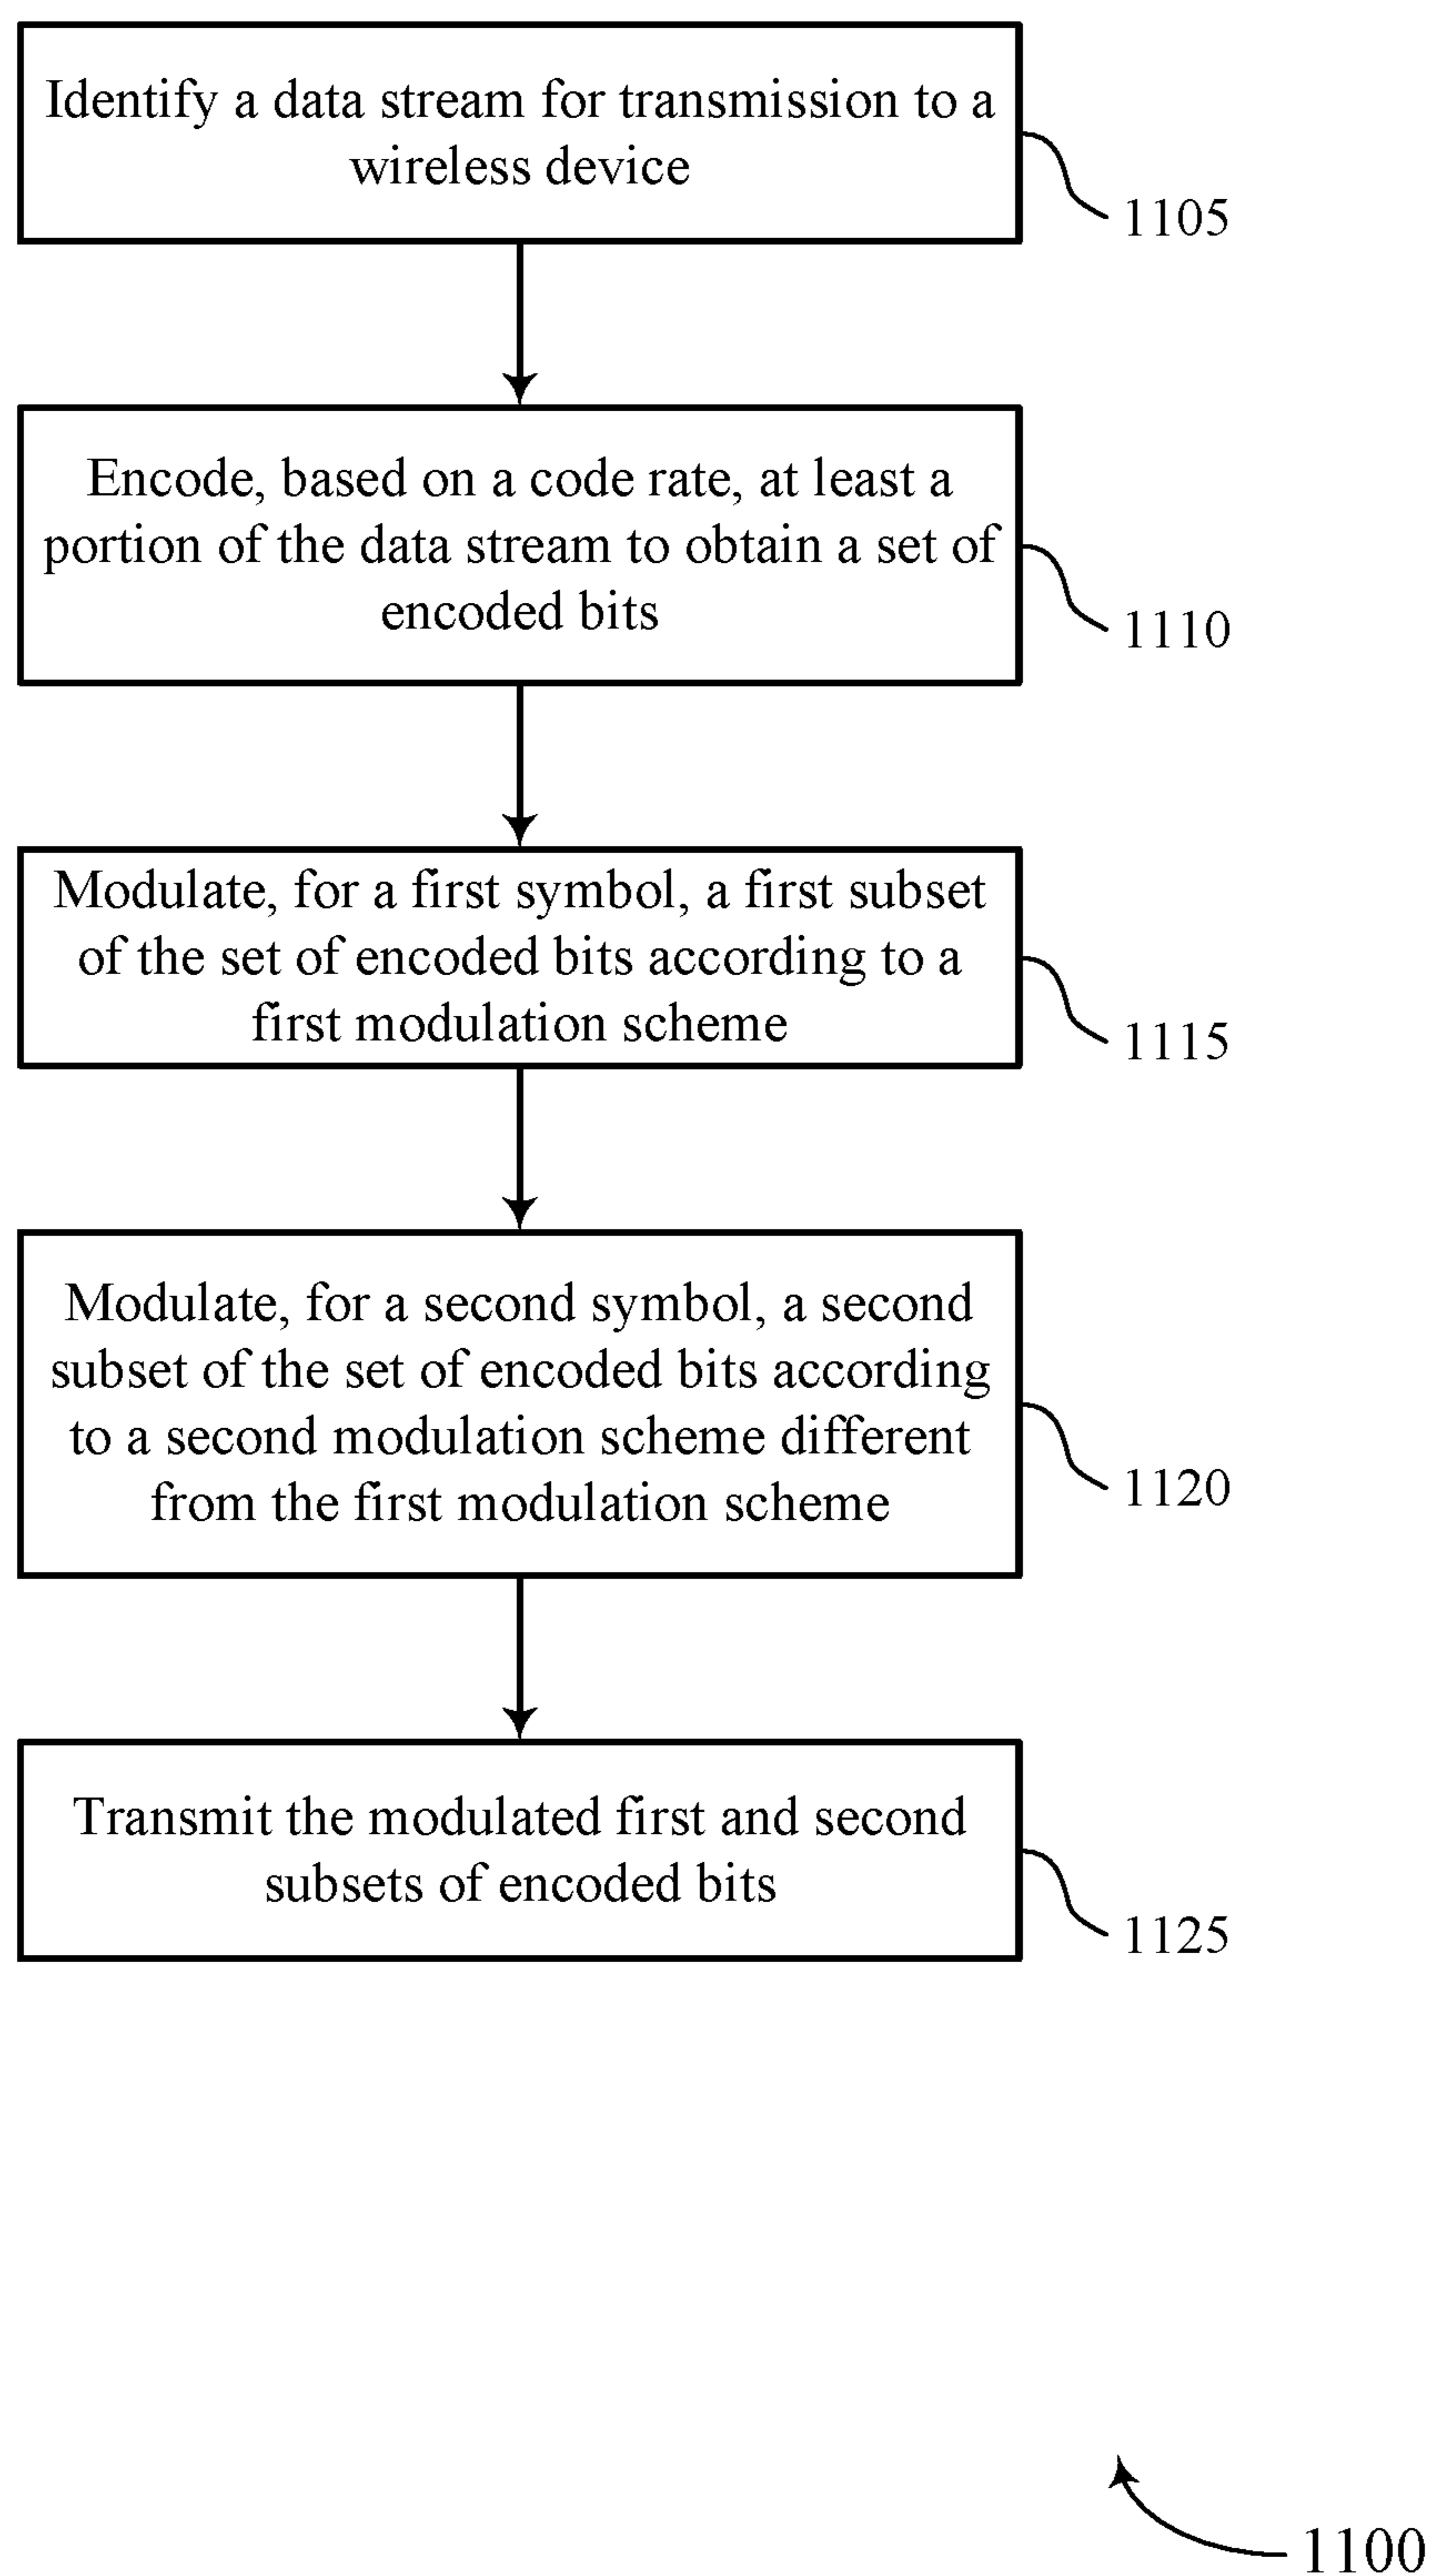 Identify a data stream for transmission to a
wireless device
1105
Encode, based on a code rate, at least a
portion of the data stream to obtain a set of
encoded bits
1110
Modulate, for a first symbol, a first subset
of the set of encoded bits according to a
first modulation scheme
1115
Modulate, for a second symbol, a second
subset of the set of encoded bits according
to a second modulation scheme different
from the first modulation scheme
1120
Transmit the modulated first and second
subsets of encoded bits
1125
1100